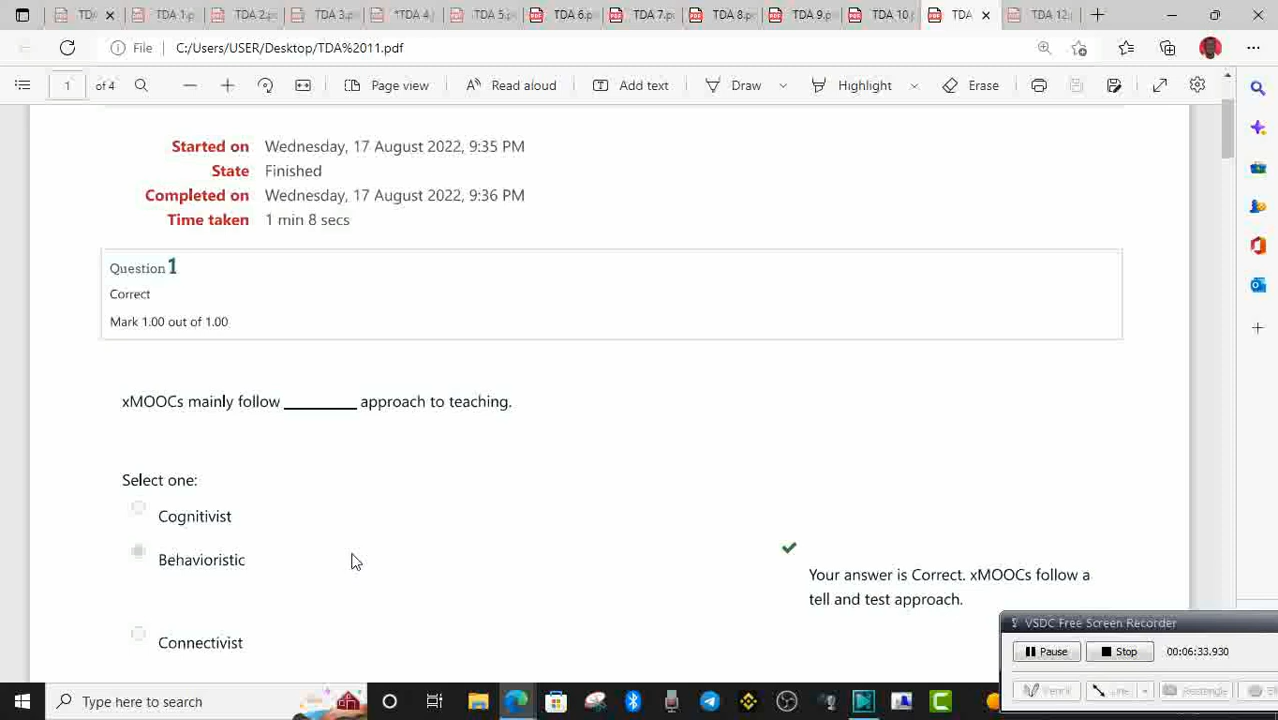 TDA
TDA 1.p
TDA 2.p
TDA 3.p
*TDA 4
TDA 5.p
TDA 6.p
TDA 7.p
TDA 8.p
TDA 9.p
TDA 10.p
TDA
TDA 12.
File
C:/Users/USER/Desktop/TDA%2011.pdf
1
of 4
Page view
Read aloud
Add text
Draw
Highlight
Erase
Started on Wednesday, 17 August 2022, 9:35 PM
State Finished
Completed on Wednesday, 17 August 2022, 9:36 PM
Time taken 1 min 8 secs
Question 1
Correct
Mark 1.00 out of 1.00
xMOOCs mainly follow ________ approach to teaching.
Select one:
Cognitivist
Behavioristic
Your answer is Correct. xMOOCs follow a
tell and test approach.
Connectivist
VSDC Free Screen Recorder
Pause
Stop
00:06:33.930
Line
Rectangle
Type here to search